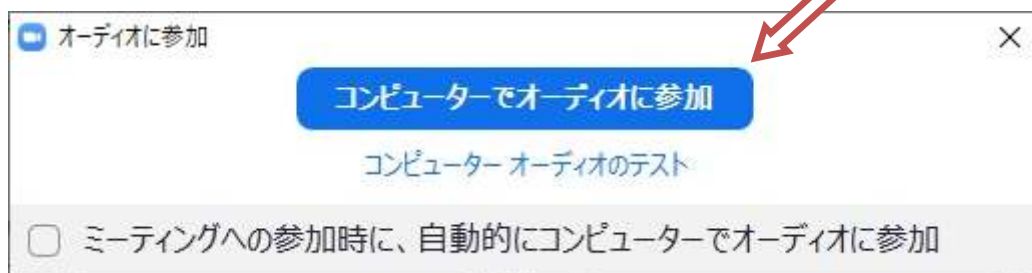 オーディオに参加
コンピューターでオーディオに参加
コンピューター オーディオのテスト
ミーティングへの参加時に、自動的にコンピューターでオーディオに参加